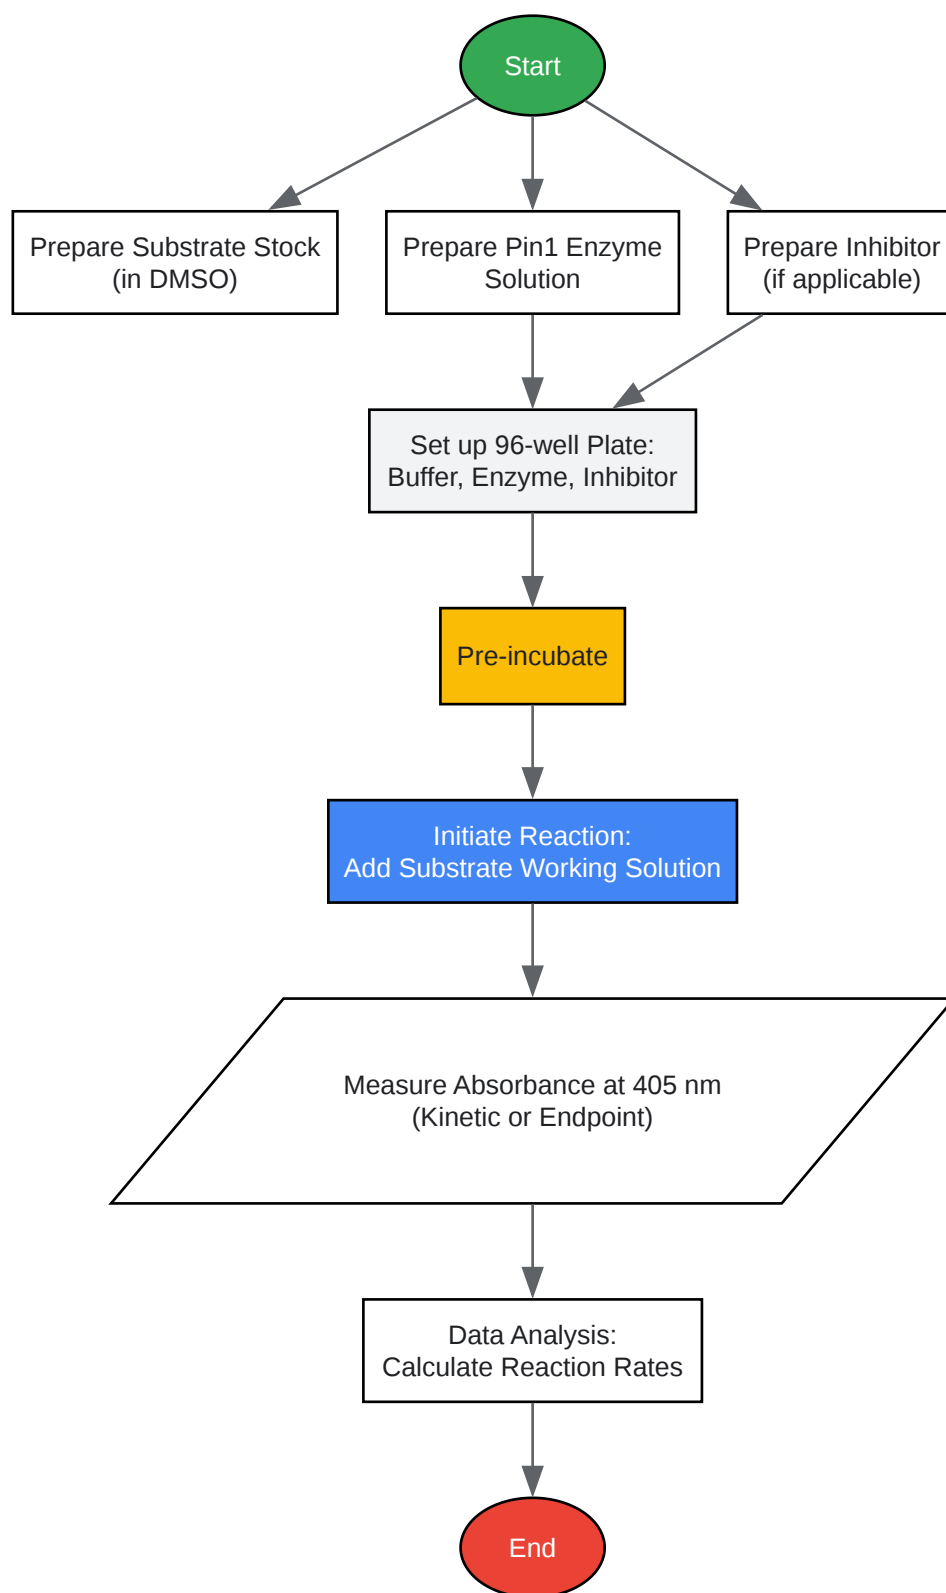 Start
Prepare Substrate Stock
(in DMSO)
Prepare Pin1 Enzyme
Solution
Prepare Inhibitor
(if applicable)
Set up 96-well Plate:
Buffer, Enzyme, Inhibitor
Pre-incubate
Initiate Reaction:
Add Substrate Working Solution
Measure Absorbance at 405 nm
(Kinetic or Endpoint)
Data Analysis:
Calculate Reaction Rates
End